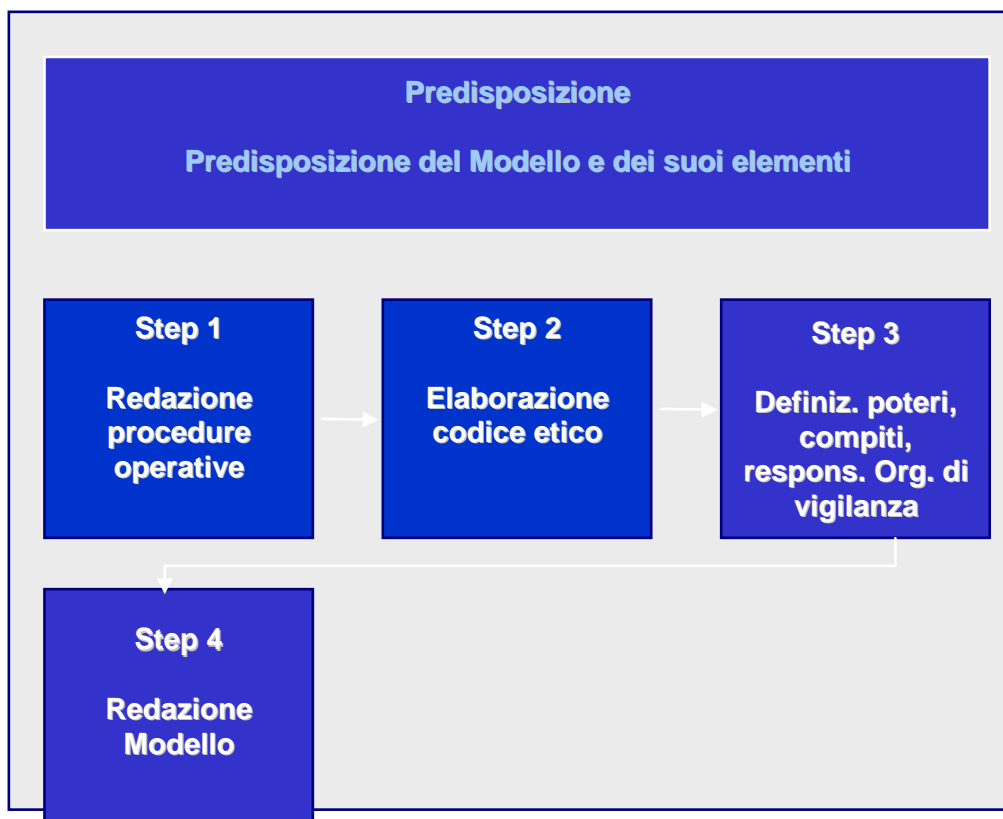 Predisposizione
Predisposizione del Modello e dei suoi elementi
Step 1
Redazione
procedure
operative
Step 2
Elaborazione
codice etico
Step 3
Definiz. poteri,
compiti,
respons. Org. di
vigilanza
Step 4
Redazione
Modello